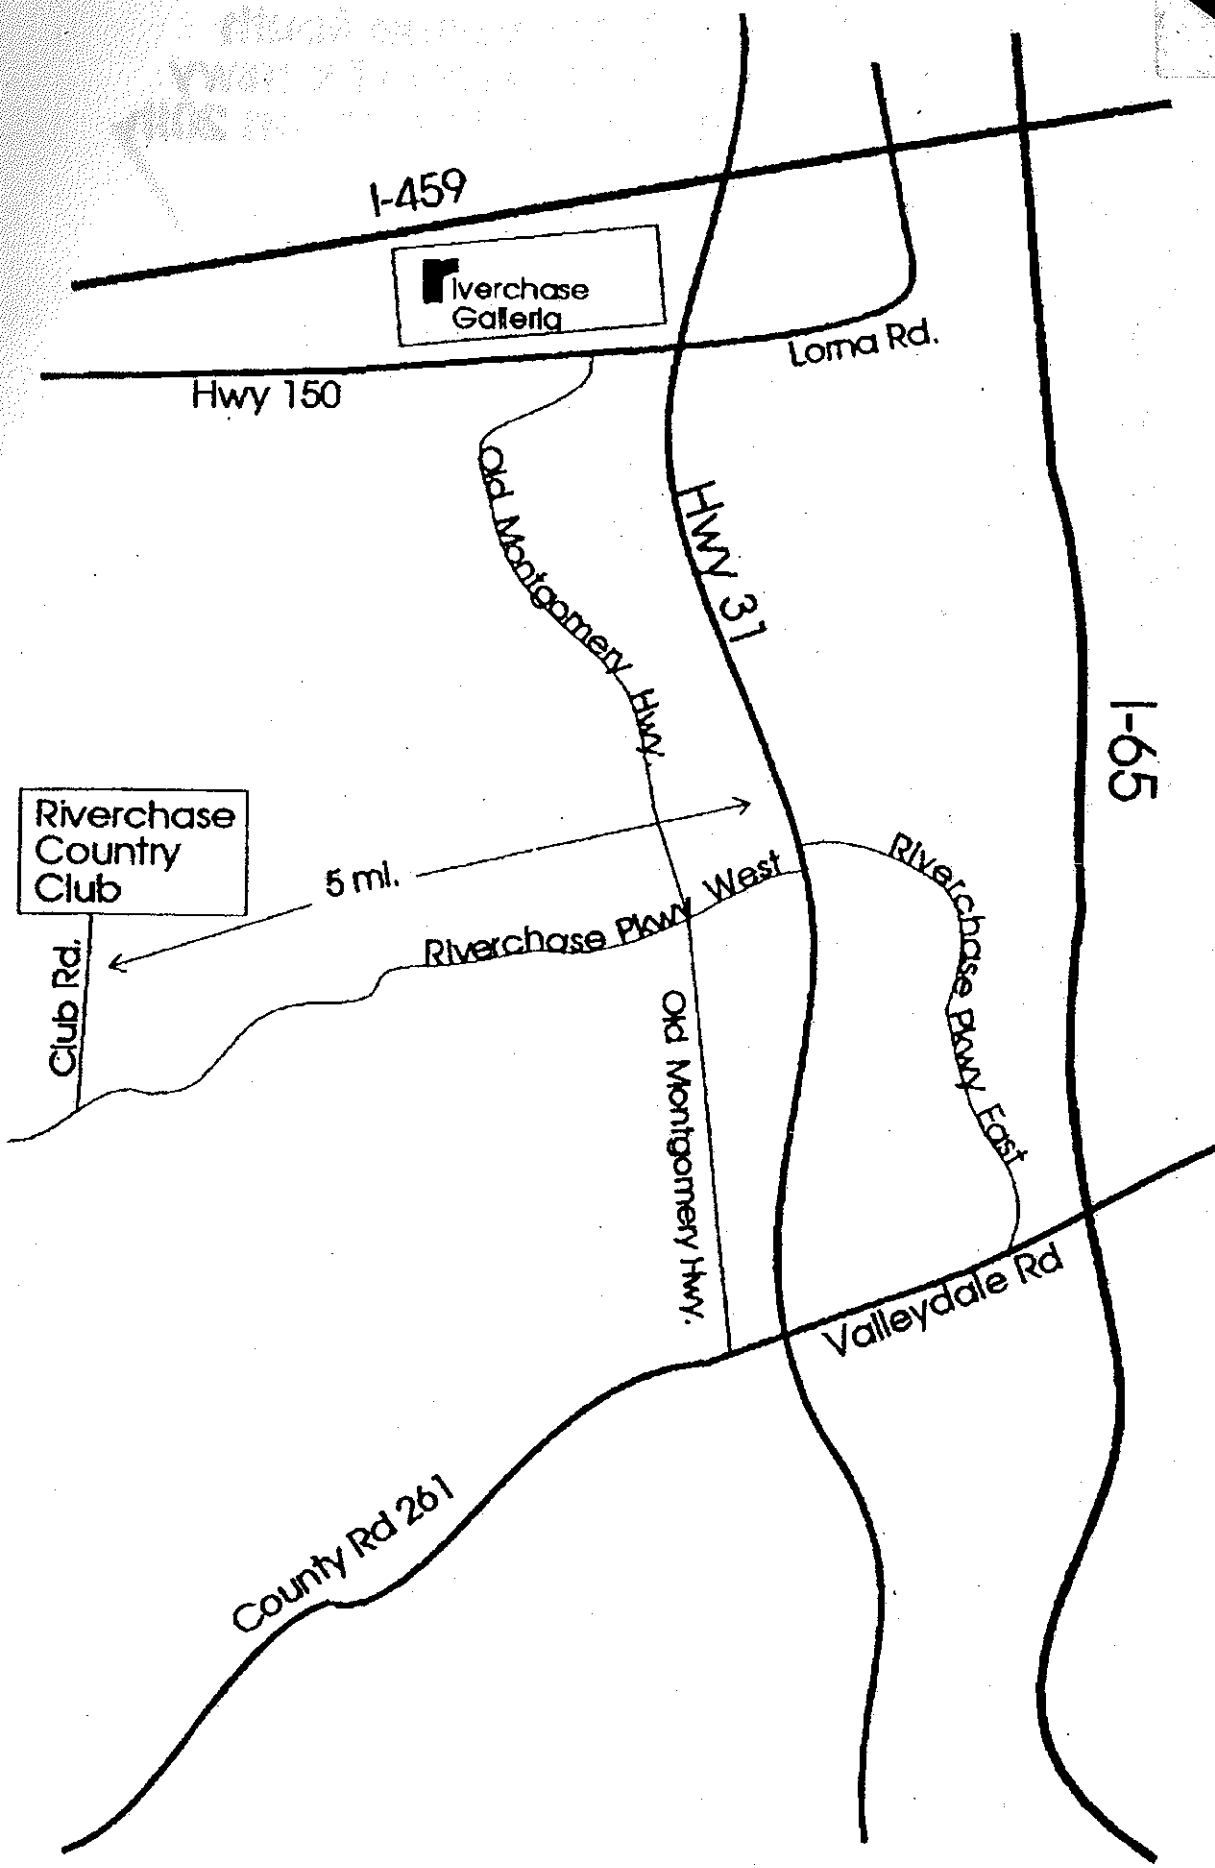 I-459
Riverchase
Galleria
Lorna Rd.
Hwy 150
Old Montgomery Hwy.
Hwy 31
I-65
Riverchase
Country
Club
5 mi.
Riverchase Pkwy West
Riverchase Pkwy East
Club Rd.
Old Montgomery Hwy.
Valleydale Rd
County Rd 261